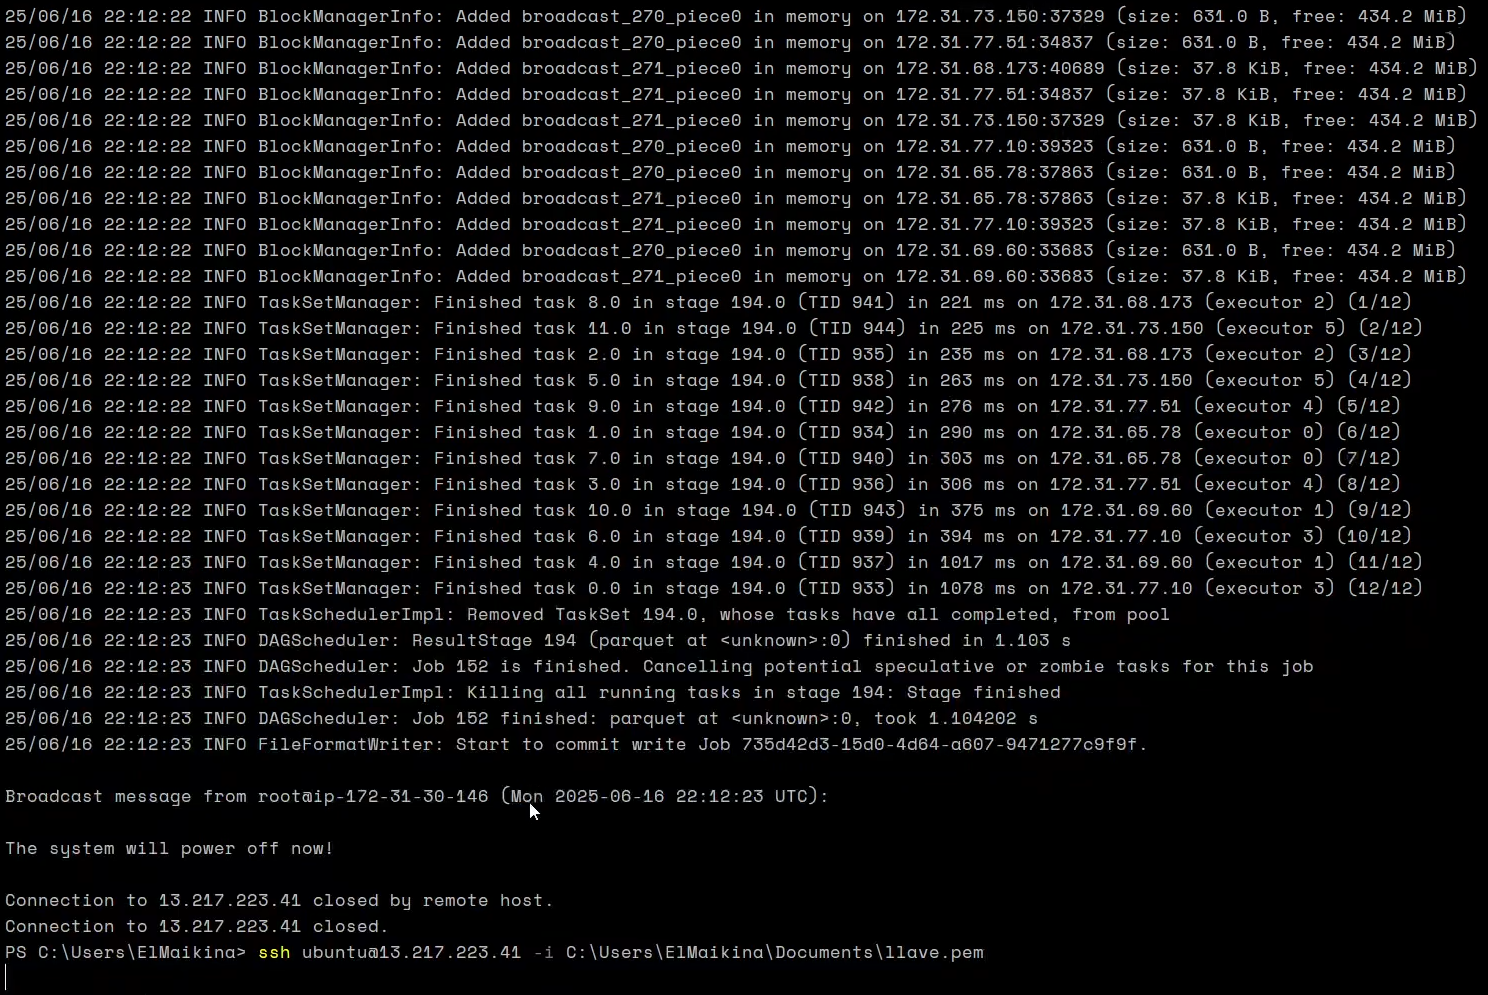 25/06/16 22:12:22 INFO BlockManagerInfo: Added broadcast_270_piece0 in memory on 172.31.73.150:37329 (size: 631.0 B, free: 434.2 MiB)
25/06/16 22:12:22 INFO BlockManagerInfo: Added broadcast_270_piece0 in memory on 172.31.77.51:34837 (size: 631.0 B, free: 434.2 MiB)
25/06/16 22:12:22 INFO BlockManagerInfo: Added broadcast_271_piece0 in memory on 172.31.68.173:40689 (size: 37.8 KiB, free: 434.2 MiB)
25/06/16 22:12:22 INFO BlockManagerInfo: Added broadcast_271_piece0 in memory on 172.31.77.51:34837 (size: 37.8 KiB, free: 434.2 MiB)
25/06/16 22:12:22 INFO BlockManagerInfo: Added broadcast_271_piece0 in memory on 172.31.73.150:37329 (size: 37.8 KiB, free: 434.2 MiB)
25/06/16 22:12:22 INFO BlockManagerInfo: Added broadcast_270_piece0 in memory on 172.31.77.10:39323 (size: 631.0 B, free: 434.2 MiB)
25/06/16 22:12:22 INFO BlockManagerInfo: Added broadcast_270_piece0 in memory on 172.31.65.78:37863 (size: 631.0 B, free: 434.2 MiB)
25/06/16 22:12:22 INFO BlockManagerInfo: Added broadcast_271_piece0 in memory on 172.31.65.78:37863 (size: 37.8 KiB, free: 434.2 MiB)
25/06/16 22:12:22 INFO BlockManagerInfo: Added broadcast_271_piece0 in memory on 172.31.77.10:39323 (size: 37.8 KiB, free: 434.2 MiB)
25/06/16 22:12:22 INFO BlockManagerInfo: Added broadcast_270_piece0 in memory on 172.31.69.60:33683 (size: 631.0 B, free: 434.2 MiB)
25/06/16 22:12:22 INFO BlockManagerInfo: Added broadcast_271_piece0 in memory on 172.31.69.60:33683 (size: 37.8 KiB, free: 434.2 MiB)
25/06/16 22:12:22 INFO TaskSetManager: Finished task 8.0 in stage 194.0 (TID 941) in 221 ms on 172.31.68.173 (executor 2) (1/12)
25/06/16 22:12:22 INFO TaskSetManager: Finished task 11.0 in stage 194.0 (TID 944) in 225 ms on 172.31.73.150 (executor 5) (2/12)
25/06/16 22:12:22 INFO TaskSetManager: Finished task 2.0 in stage 194.0 (TID 935) in 235 ms on 172.31.68.173 (executor 2) (3/12)
25/06/16 22:12:22 INFO TaskSetManager: Finished task 5.0 in stage 194.0 (TID 938) in 263 ms on 172.31.73.150 (executor 5) (4/12)
25/06/16 22:12:22 INFO TaskSetManager: Finished task 9.0 in stage 194.0 (TID 942) in 276 ms on 172.31.77.51 (executor 4) (5/12)
25/06/16 22:12:22 INFO TaskSetManager: Finished task 1.0 in stage 194.0 (TID 934) in 290 ms on 172.31.65.78 (executor 0) (6/12)
25/06/16 22:12:22 INFO TaskSetManager: Finished task 7.0 in stage 194.0 (TID 940) in 303 ms on 172.31.65.78 (executor 0) (7/12)
25/06/16 22:12:22 INFO TaskSetManager: Finished task 3.0 in stage 194.0 (TID 936) in 306 ms on 172.31.77.51 (executor 4) (8/12)
25/06/16 22:12:22 INFO TaskSetManager: Finished task 10.0 in stage 194.0 (TID 943) in 375 ms on 172.31.69.60 (executor 1) (9/12)
25/06/16 22:12:22 INFO TaskSetManager: Finished task 6.0 in stage 194.0 (TID 939) in 394 ms on 172.31.77.10 (executor 3) (10/12)
25/06/16 22:12:23 INFO TaskSetManager: Finished task 4.0 in stage 194.0 (TID 937) in 1017 ms on 172.31.69.60 (executor 1) (11/12)
25/06/16 22:12:23 INFO TaskSetManager: Finished task 0.0 in stage 194.0 (TID 933) in 1078 ms on 172.31.77.10 (executor 3) (12/12)
25/06/16 22:12:23 INFO TaskSchedulerImpl: Removed TaskSet 194.0, whose tasks have all completed, from pool
25/06/16 22:12:23 INFO DAGScheduler: ResultStage 194 (parquet at <unknown>:0) finished in 1.103 s
25/06/16 22:12:23 INFO DAGScheduler: Job 152 is finished. Cancelling potential speculative or zombie tasks for this job
25/06/16 22:12:23 INFO TaskSchedulerImpl: Killing all running tasks in stage 194: Stage finished
25/06/16 22:12:23 INFO DAGScheduler: Job 152 finished: parquet at <unknown>:0, took 1.104202 s
25/06/16 22:12:23 INFO FileFormatWriter: Start to commit write Job 735d42d3-15d0-4d64-a607-9471277c9f9f.
Broadcast message from root@ip-172-31-30-146 (Mon 2025-06-16 22:12:23 UTC):
The system will power off now!
Connection to 13.217.223.41 closed by remote host.
Connection to 13.217.223.41 closed.
PS C:\Users\ElMaikina> ssh ubuntu@13.217.223.41 -i C:\Users\ElMaikina\Documents\llave.pem